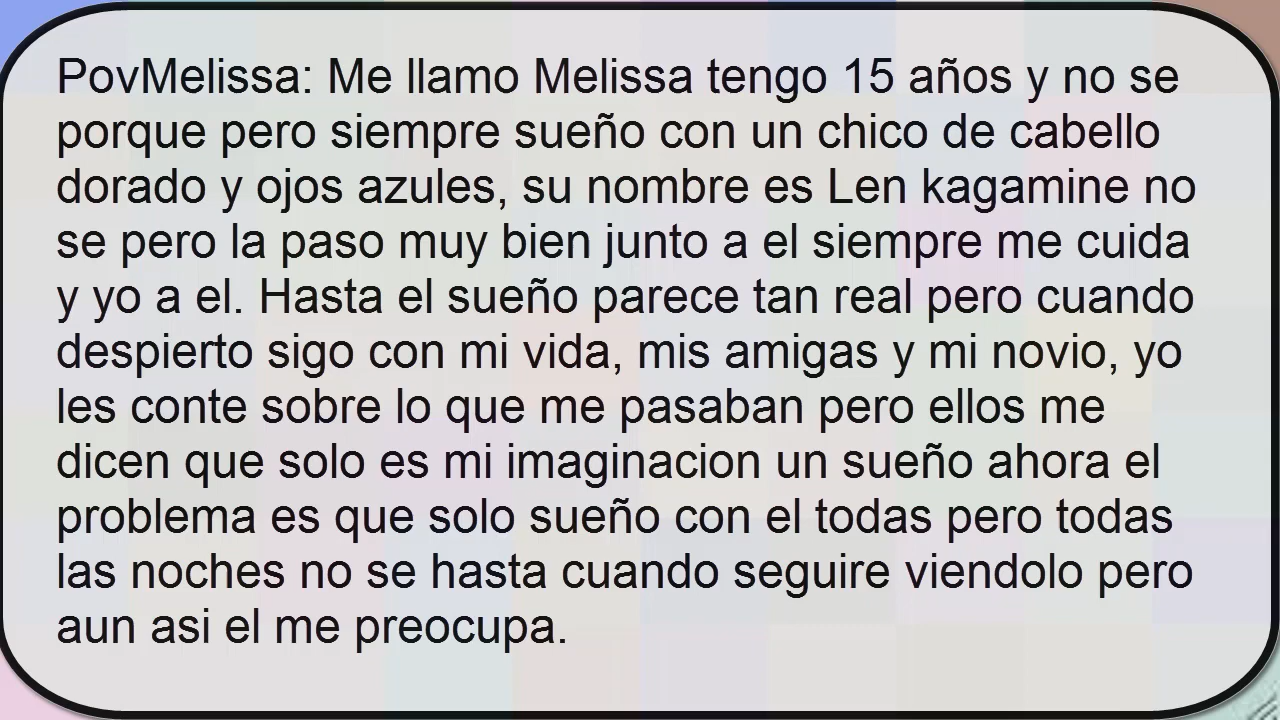 PovMelissa: Me llamo Melissa tengo 15 años y no se
porque pero siempre sueño con un chico de cabello
dorado y ojos azules, su nombre es Len kagamine no
se pero la paso muy bien junto a el siempre me cuida
y yo a el. Hasta el sueño parece tan real pero cuando
despierto sigo con mi vida, mis amigas y mi novio, yo
les conte sobre lo que me pasaban pero ellos me
dicen que solo es mi imaginacion un sueño ahora el
problema es que solo sueño con el todas pero todas
las noches no se hasta cuando seguire viendolo pero
aun asi el me preocupa.